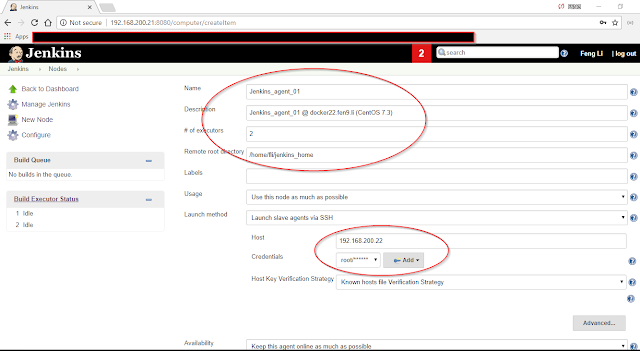 Jenkins
Not secure | 192.168.200.21:8080/computer/createItem
Apps
Jenkins
2
search
Feng Li
| log out
Jenkins
Nodes
Back to Dashboard
Manage Jenkins
New Node
Configure
Build Queue
No builds in the queue.
Build Executor Status
1 Idle
2 Idle
Name
Jenkins_agent_01
Description
Jenkins_agent_01 @ docker22.fen9.li (CentOS 7.3)
# of executors
2
Remote root directory
/home/fli/jenkins_home
Labels
Usage
Use this node as much as possible
Launch method
Launch slave agents via SSH
Host
192.168.200.22
Credentials
root/******
Add
Host Key Verification Strategy
Known hosts file Verification Strategy
Advanced...
Availability
Keep this agent online as much as possible